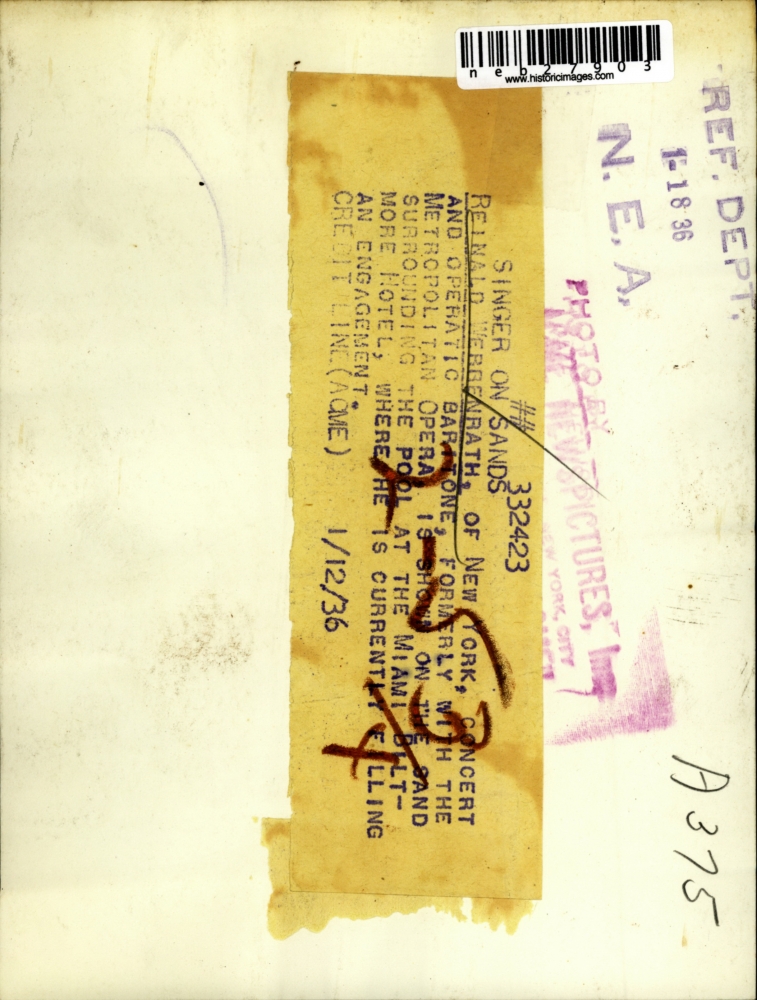 neb27903
www.historicimages.com
REF. DEPT.
1-18 36
N. E. A.
PHOTO BY
ACME NEWSPICTURES, Inc.
NEW YORK, CITY
## 332423
SINGER ON SANDS
REINALD WERRENRATH, OF NEW YORK, CONCERT
AND OPERATIC BARITONE, FORMERLY WITH THE
METROPOLITAN OPERA IS SHOWN ON THE SAND
SURROUNDING THE POOL AT THE MIAMI BILT-
MORE HOTEL, WHERE HE IS CURRENTLY FILLING
AN ENGAGEMENT.
CREDIT LINE (ACME) 1/12/36
A375